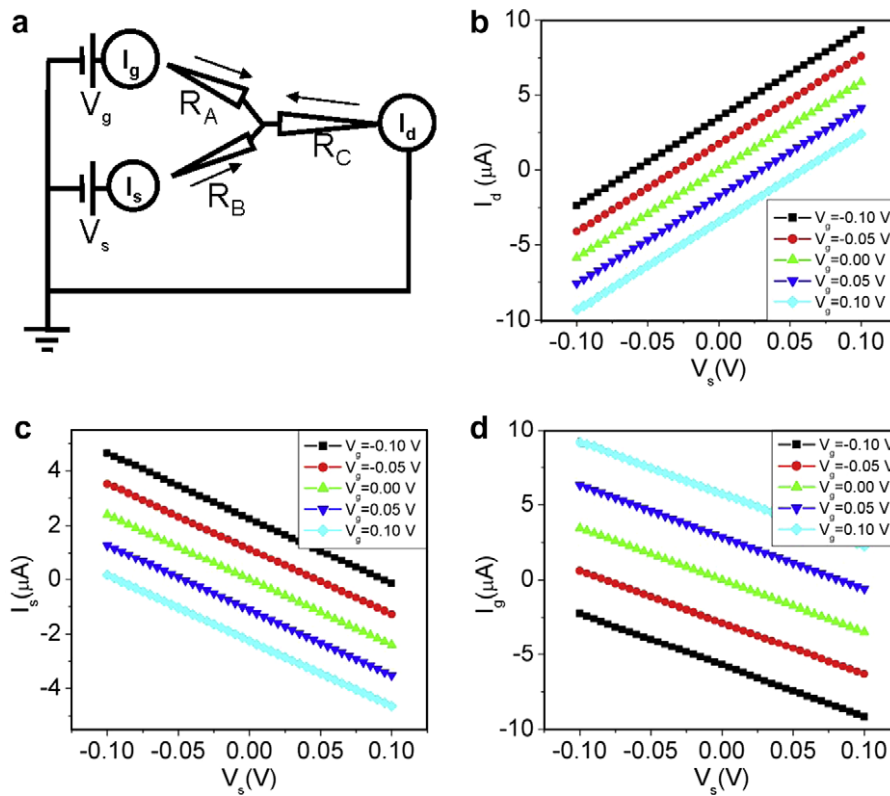 a
I_g
V_g
R_A
I_s
V_s
R_B
R_C
I_d
b
I_d (μA)
10
5
0
-5
-10
V_g=-0.10 V
V_g=-0.05 V
V_g=0.00 V
V_g=0.05 V
V_g=0.10 V
-0.10 -0.05 0.00 0.05 0.10
V_s(V)
c
I_s(μA)
4
2
0
-2
-4
V_g=-0.10 V
V_g=-0.05 V
V_g=0.00 V
V_g=0.05 V
V_g=0.10 V
-0.10 -0.05 0.00 0.05 0.10
V_s(V)
d
I_g(μA)
10
5
0
-5
-10
V_g=-0.10 V
V_g=-0.05 V
V_g=0.00 V
V_g=0.05 V
V_g=0.10 V
-0.10 -0.05 0.00 0.05 0.10
V_s(V)